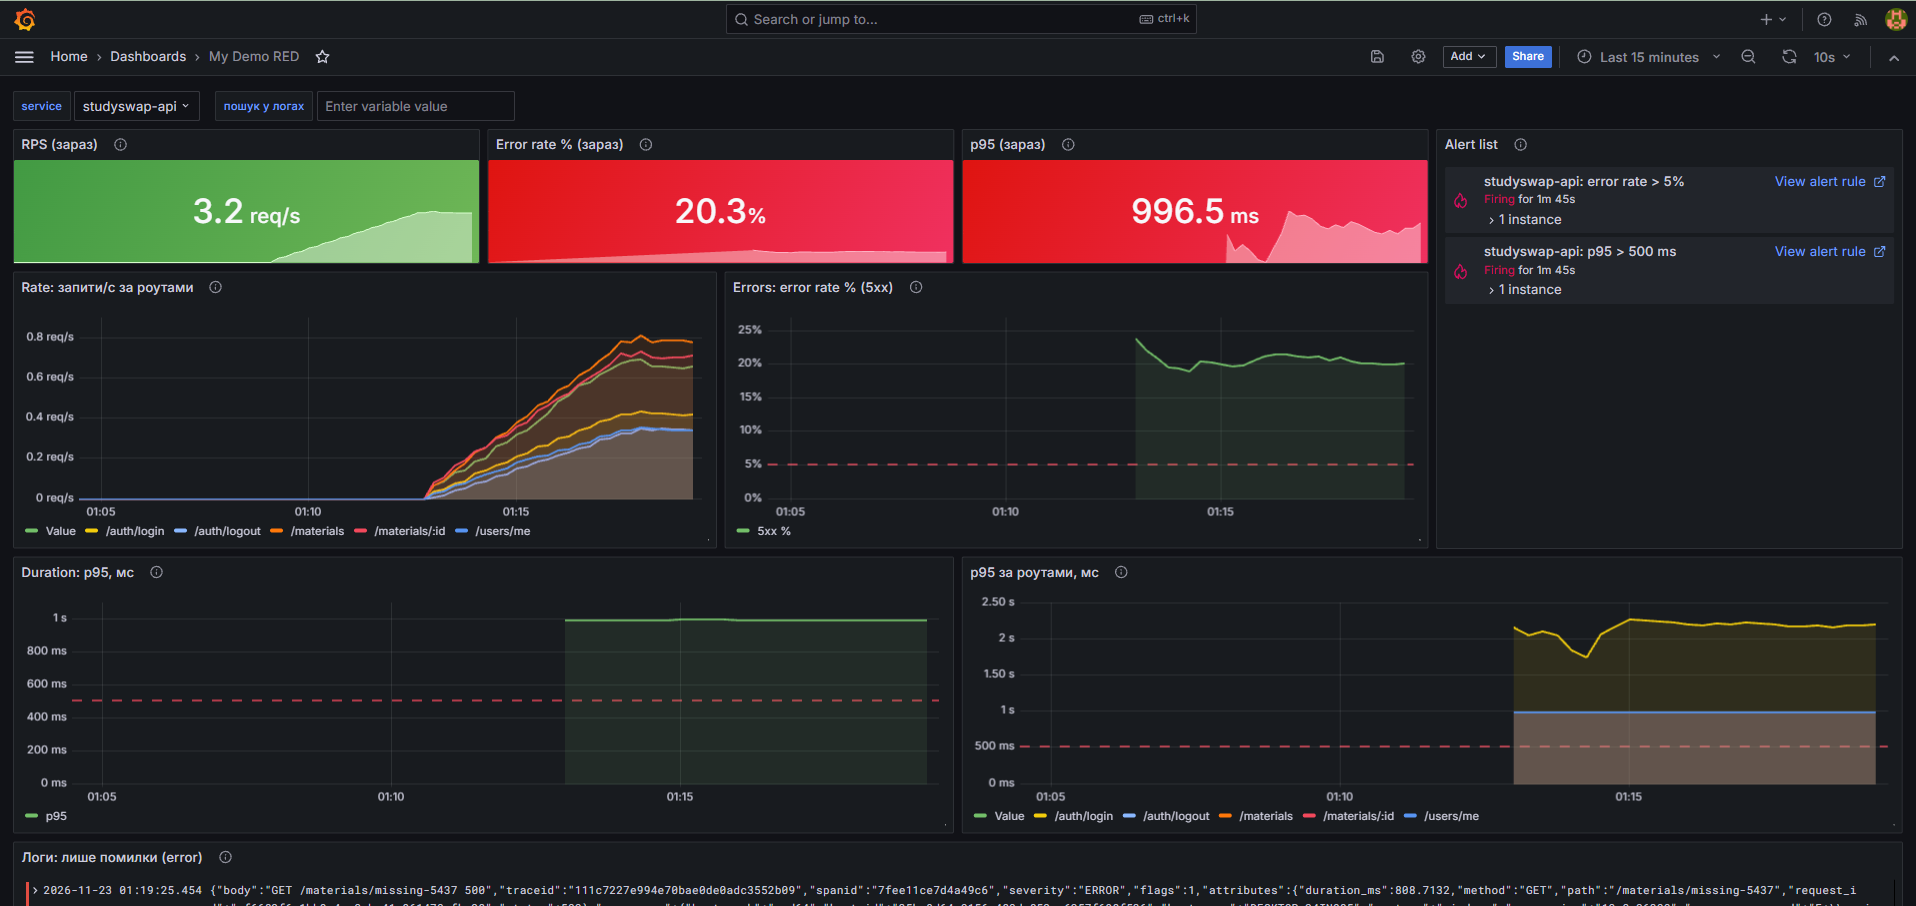 Search or jump to... ctrl+k
Home › Dashboards › My Demo RED
Add Share Last 15 minutes 10s
service studyswap-api пошук у логах Enter variable value
RPS (зараз)
3.2 req/s
Error rate % (зараз)
20.3%
p95 (зараз)
996.5 ms
Alert list
studyswap-api: error rate > 5% View alert rule
Firing for 1m 45s
1 instance
studyswap-api: p95 > 500 ms View alert rule
Firing for 1m 45s
1 instance
Rate: запити/с за роутами
0.8 req/s
0.6 req/s
0.4 req/s
0.2 req/s
0 req/s
01:05 01:10 01:15
Value /auth/login /auth/logout /materials /materials/:id /users/me
Errors: error rate % (5xx)
25%
20%
15%
10%
5%
0%
01:05 01:10 01:15
5xx %
Duration: p95, мс
1 s
800 ms
600 ms
400 ms
200 ms
0 ms
01:05 01:10 01:15
p95
p95 за роутами, мс
2.50 s
2 s
1.50 s
1 s
500 ms
0 ms
01:05 01:10 01:15
Value /auth/login /auth/logout /materials /materials/:id /users/me
Логи: лише помилки (error)
2026-11-23 01:19:25.454 {"body":"GET /materials/missing-5437 500","traceid":"111c7227e994e70bae0de0adc3552b09","spanid":"7fee11ce7d4a49c6","severity":"ERROR","flags":1,"attributes":{"duration_ms":808.7132,"method":"GET","path":"/materials/missing-5437","request_i